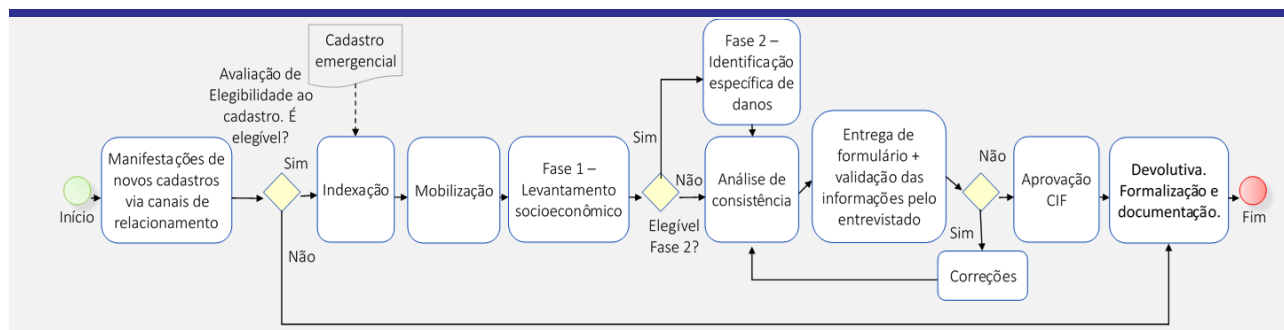 Início
Manifestações de
novos cadastros
via canais de
relacionamento
Avaliação de
Elegibilidade ao
cadastro. É
elegível?
Sim
Não
Cadastro
emergencial
Indexação
Mobilização
Fase 1 –
Levantamento
socioeconômico
Sim
Não
Elegível
Fase 2?
Fase 2 –
Identificação
específica de
danos
Análise de
consistência
Entrega de
formulário +
validação das
informações pelo
entrevistado
Não
Sim
Correções
Aprovação
CIF
Devolutiva.
Formalização e
documentação.
Fim